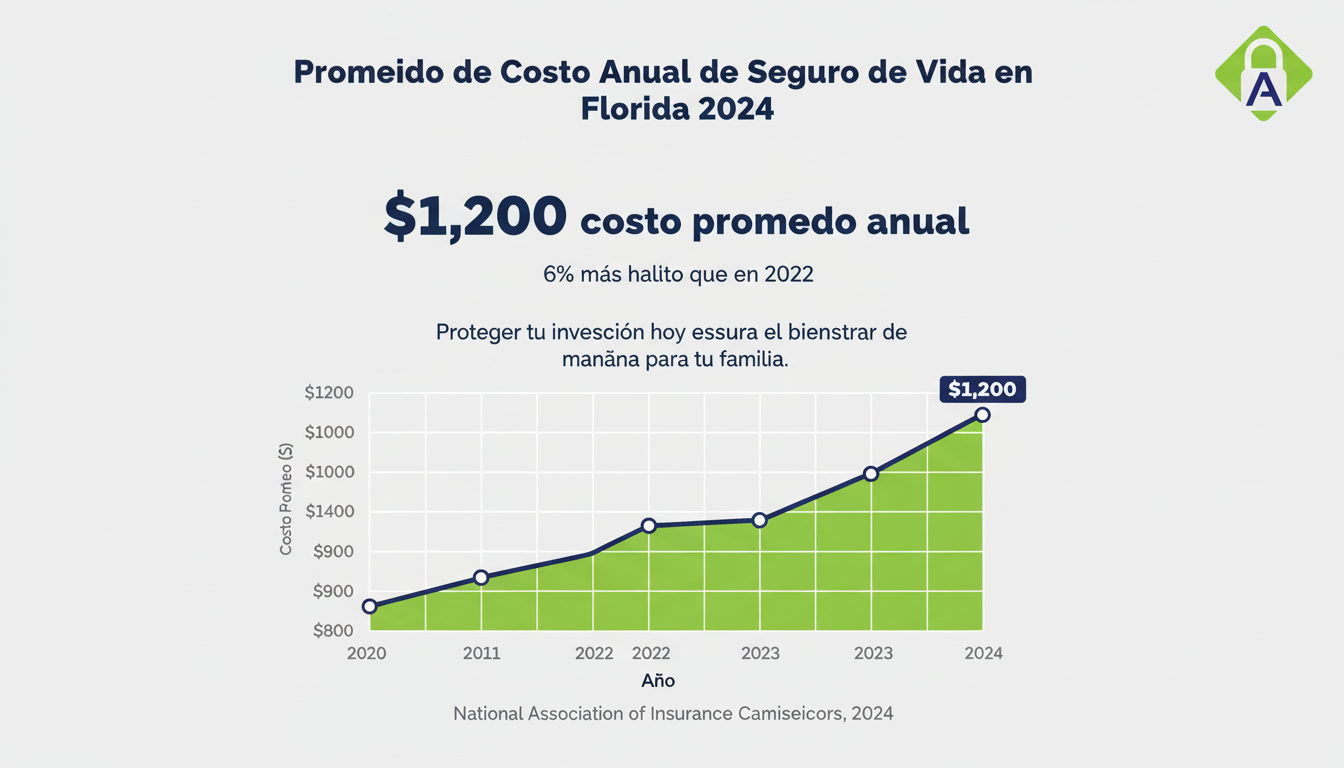 Promeido de Costo Anual de Seguro de Vida en
Florida 2024
A
$1,200 costo promedo anual
6% más halito que en 2022
Proteger tu invesción hoy essura el bienstrar de
manãna para tu familia.
$1,200
$1200
$1000
$1000
$1400
$900
$900
$800
Costo Porħeo ($)
2020 2011 2022 2022 2023 2023 2024
Año
National Association of Insurance Camiseicors, 2024